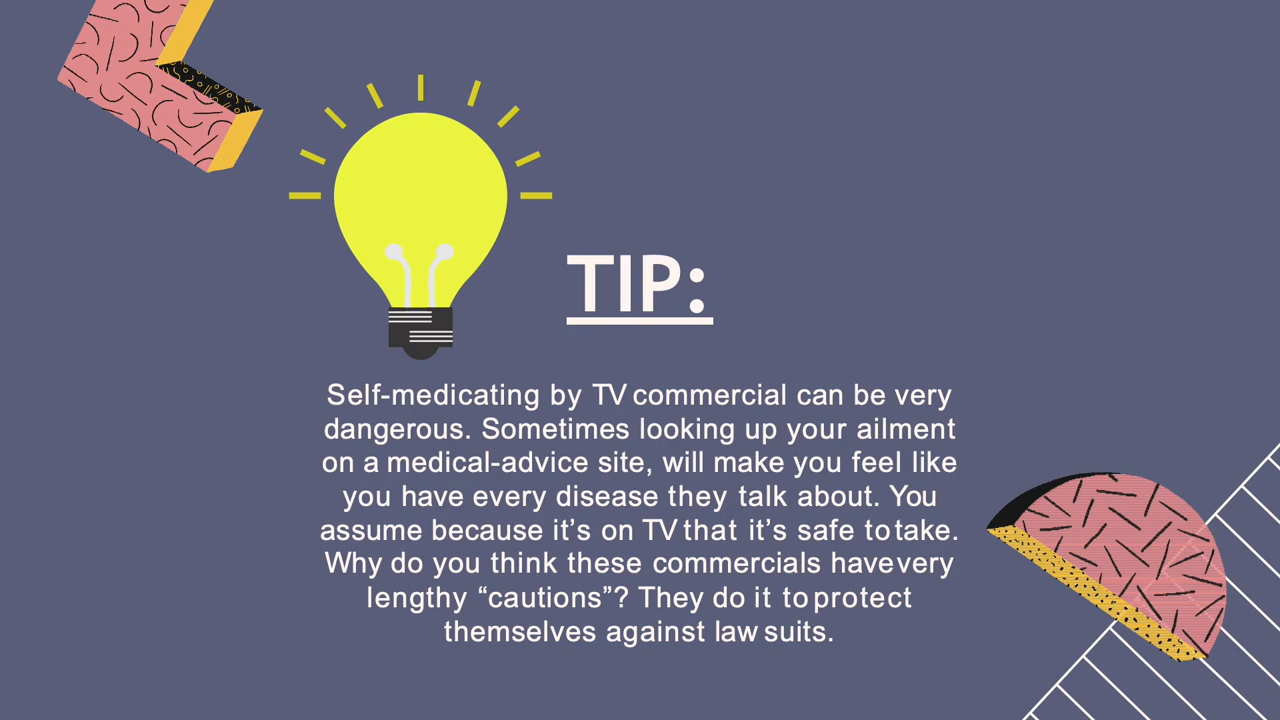 TIP:
Self-medicating by TV commercial can be very
dangerous. Sometimes looking up your ailment
on a medical-advice site, will make you feel like
you have every disease they talk about. You
assume because it’s on TV that it’s safe to take.
Why do you think these commercials have very
lengthy “cautions”? They do it to protect
themselves against law suits.